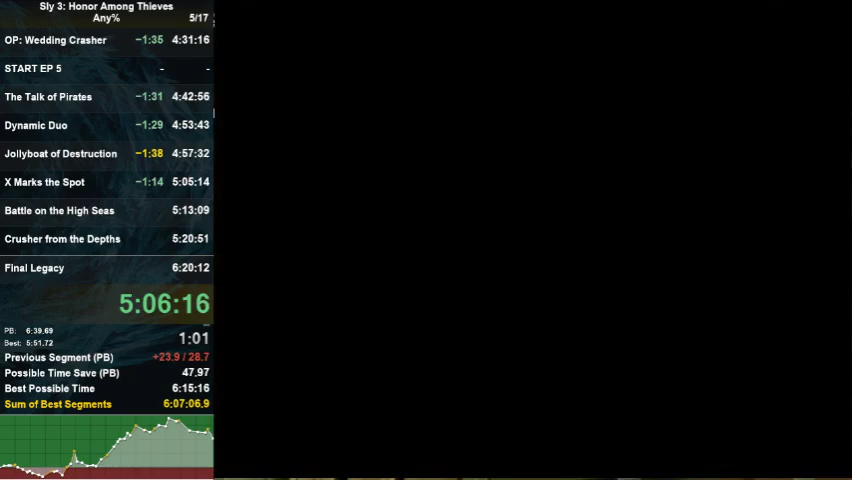 Sly 3: Honor Among Thieves
Any% 5/17
OP: Wedding Crasher −1:35 4:31:16
START EP 5 - -
The Talk of Pirates −1:31 4:42:56
Dynamic Duo −1:29 4:53:43
Jollyboat of Destruction −1:38 4:57:32
X Marks the Spot −1:14 5:05:14
Battle on the High Seas 5:13:09
Crusher from the Depths 5:20:51
Final Legacy 6:20:12
5:06:16
PB: 6:39.69
Best: 5:51.72
1:01
Previous Segment (PB) +23.9 / 28.7
Possible Time Save (PB) 47.97
Best Possible Time 6:15:16
Sum of Best Segments 6:07:06.9